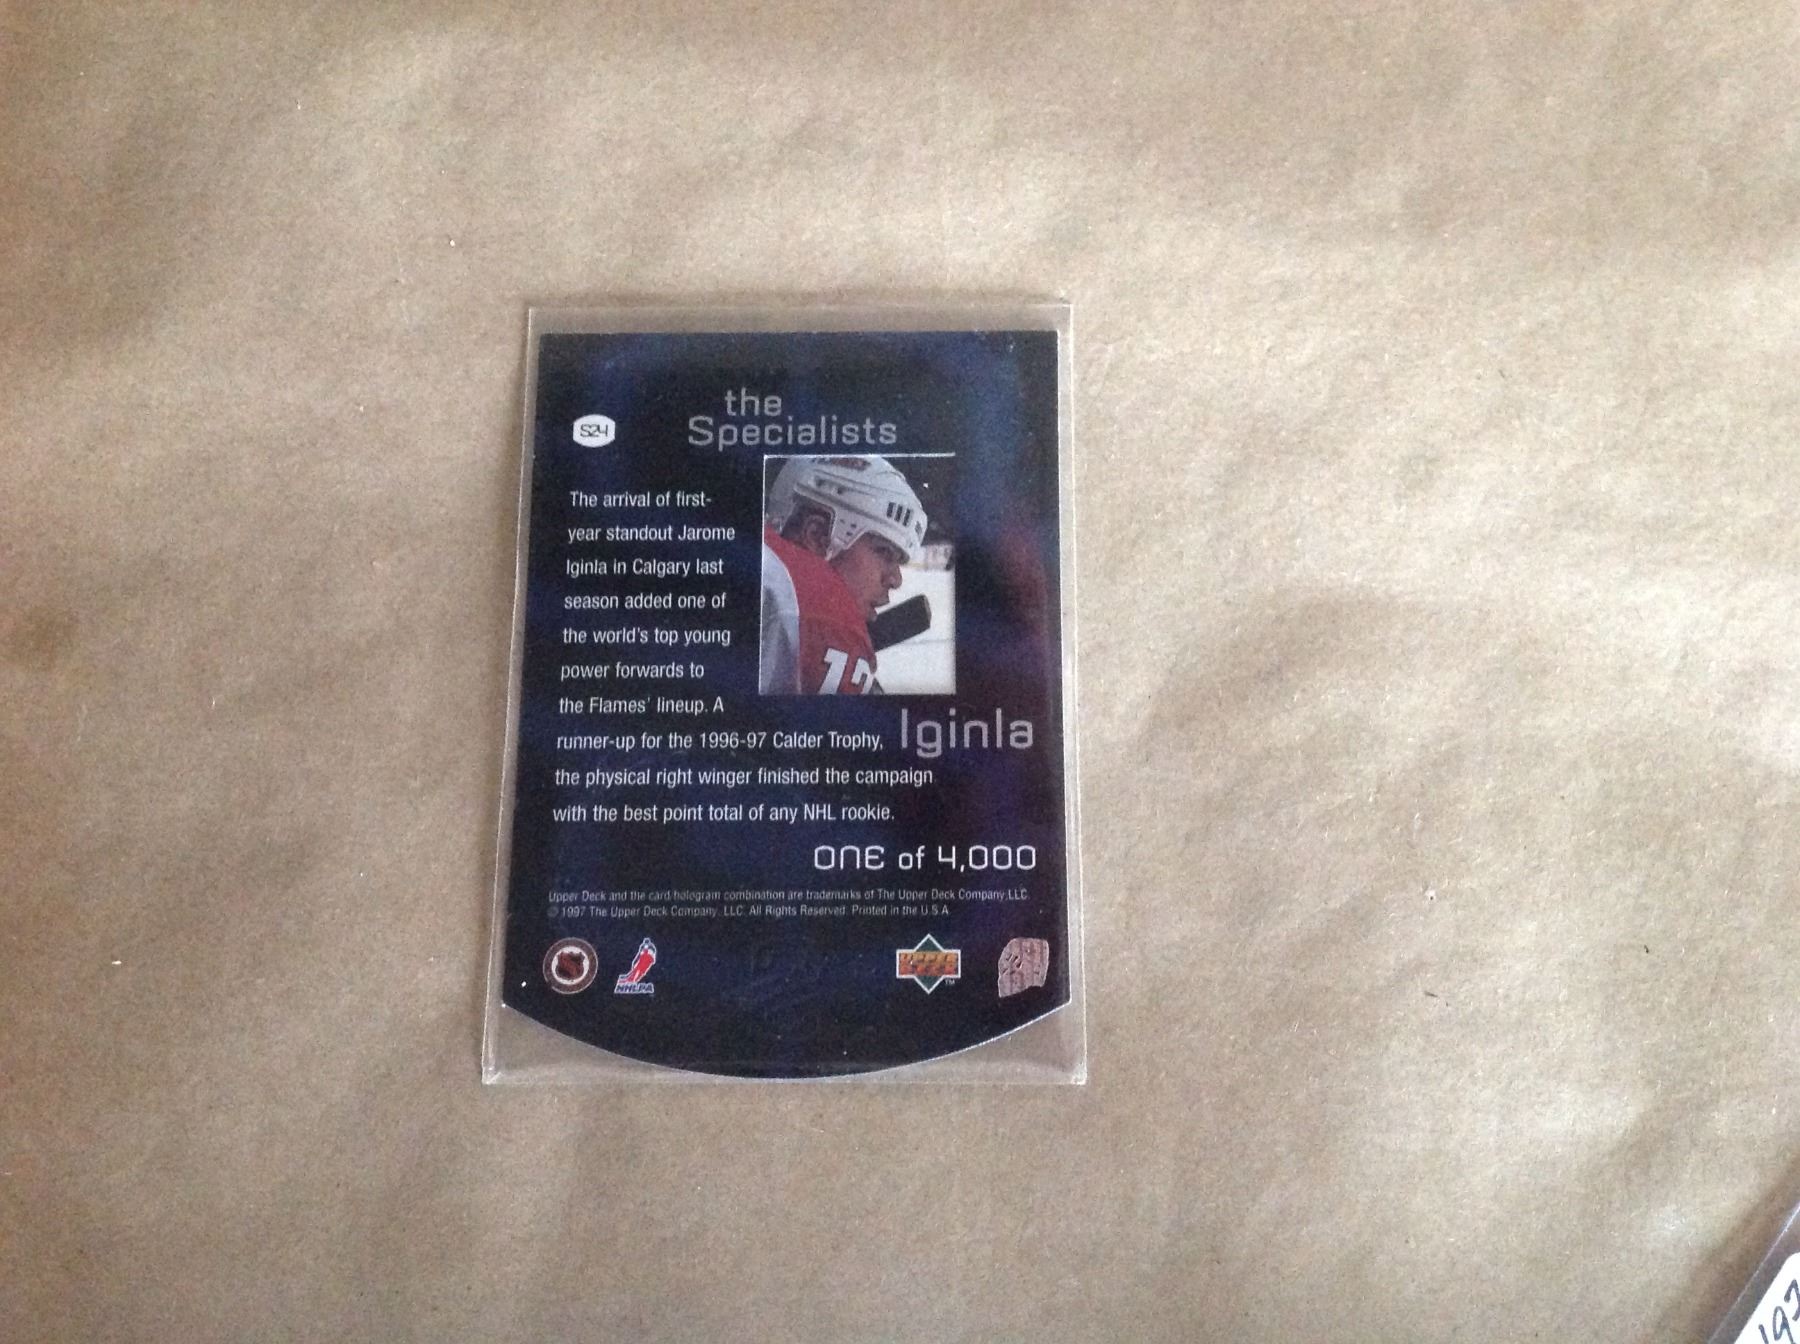 the
Specialists
S24
The arrival of first-
year standout Jarome
Iginla in Calgary last
season added one of
the world's top young
power forwards to
the Flames' lineup. A
runner-up for the 1996-97 Calder Trophy,
the physical right winger finished the campaign
with the best point total of any NHL rookie.
12
Iginla
ONE of 4,000
Upper Deck and the card/hologram combination are trademarks of The Upper Deck Company, LLC.
© 1997 The Upper Deck Company, LLC. All Rights Reserved. Printed in the U.S.A.
NHLPA
UPPER
DECK
TM